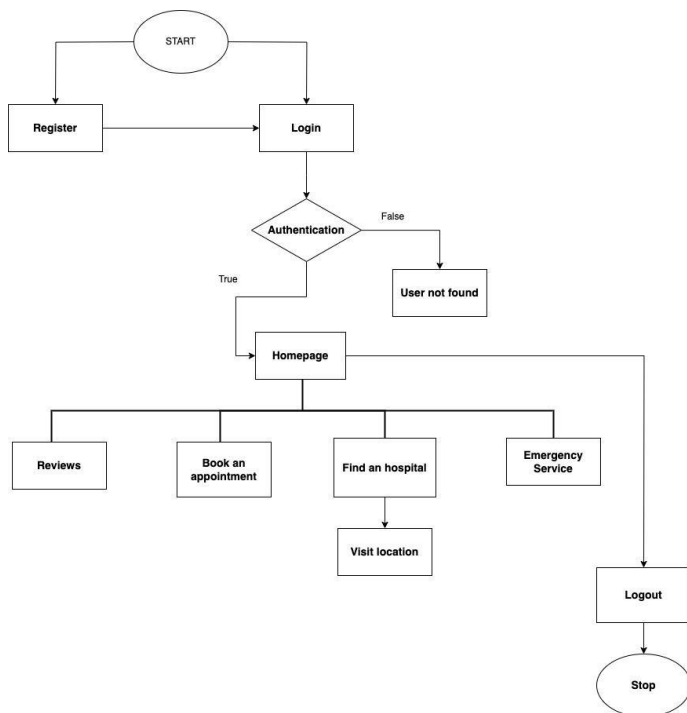 START
Register
Login
Authentication
False
True
User not found
Homepage
Reviews
Book an
appointment
Find an hospital
Emergency
Service
Visit location
Logout
Stop